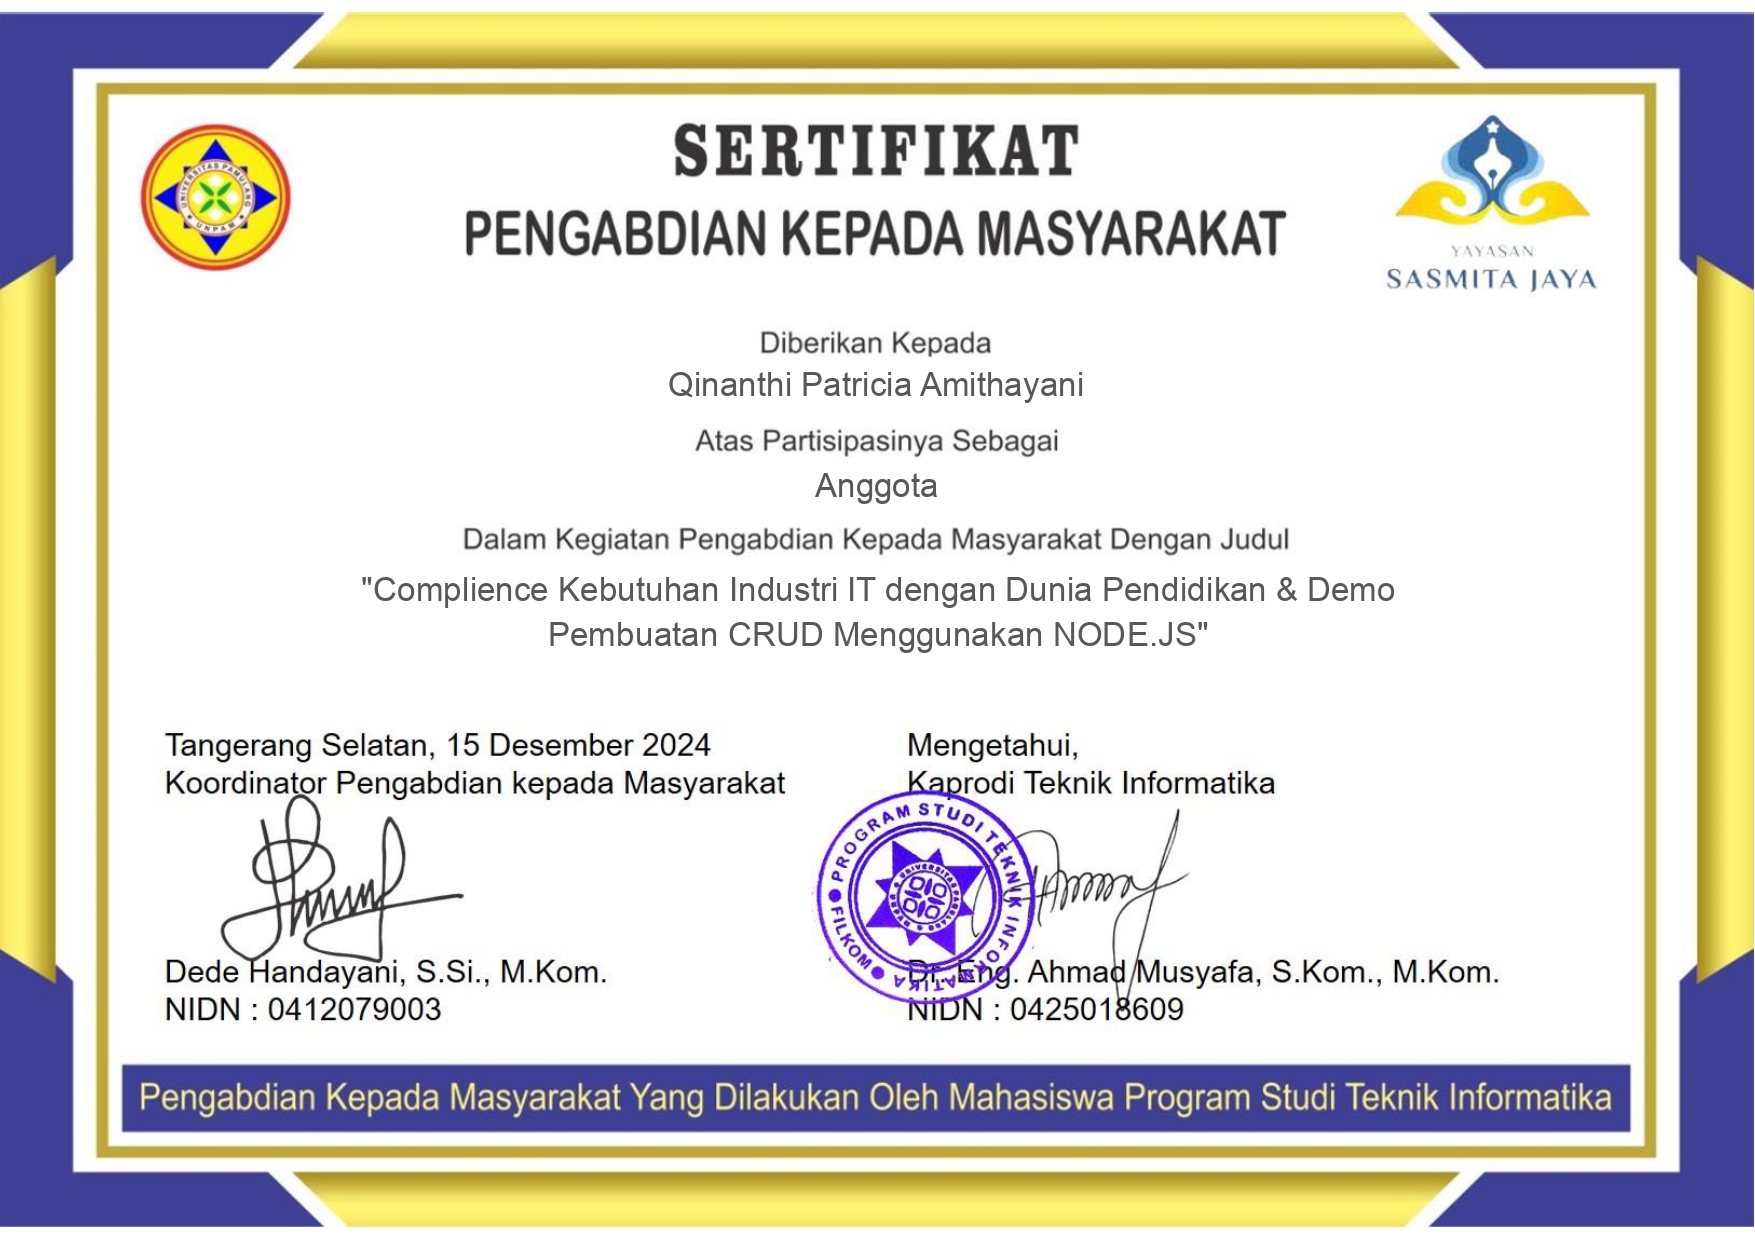 SERTIFIKAT
PENGABDIAN KEPADA MASYARAKAT
UNIVERSITAS PAMULANG
UNPAM
YAYASAN
SASMITA JAYA
Diberikan Kepada
Qinanthi Patricia Amithayani
Atas Partisipasinya Sebagai
Anggota
Dalam Kegiatan Pengabdian Kepada Masyarakat Dengan Judul
"Complience Kebutuhan Industri IT dengan Dunia Pendidikan & Demo
Pembuatan CRUD Menggunakan NODE.JS"
Tangerang Selatan, 15 Desember 2024
Koordinator Pengabdian kepada Masyarakat
Dede Handayani, S.Si., M.Kom.
NIDN : 0412079003
Mengetahui,
Kaprodi Teknik Informatika
PROGRAM STUDI TEKNIK INFORMATIKA
FILKOM
Dr. Eng. Ahmad Musyafa, S.Kom., M.Kom.
NIDN : 0425018609
Pengabdian Kepada Masyarakat Yang Dilakukan Oleh Mahasiswa Program Studi Teknik Informatika